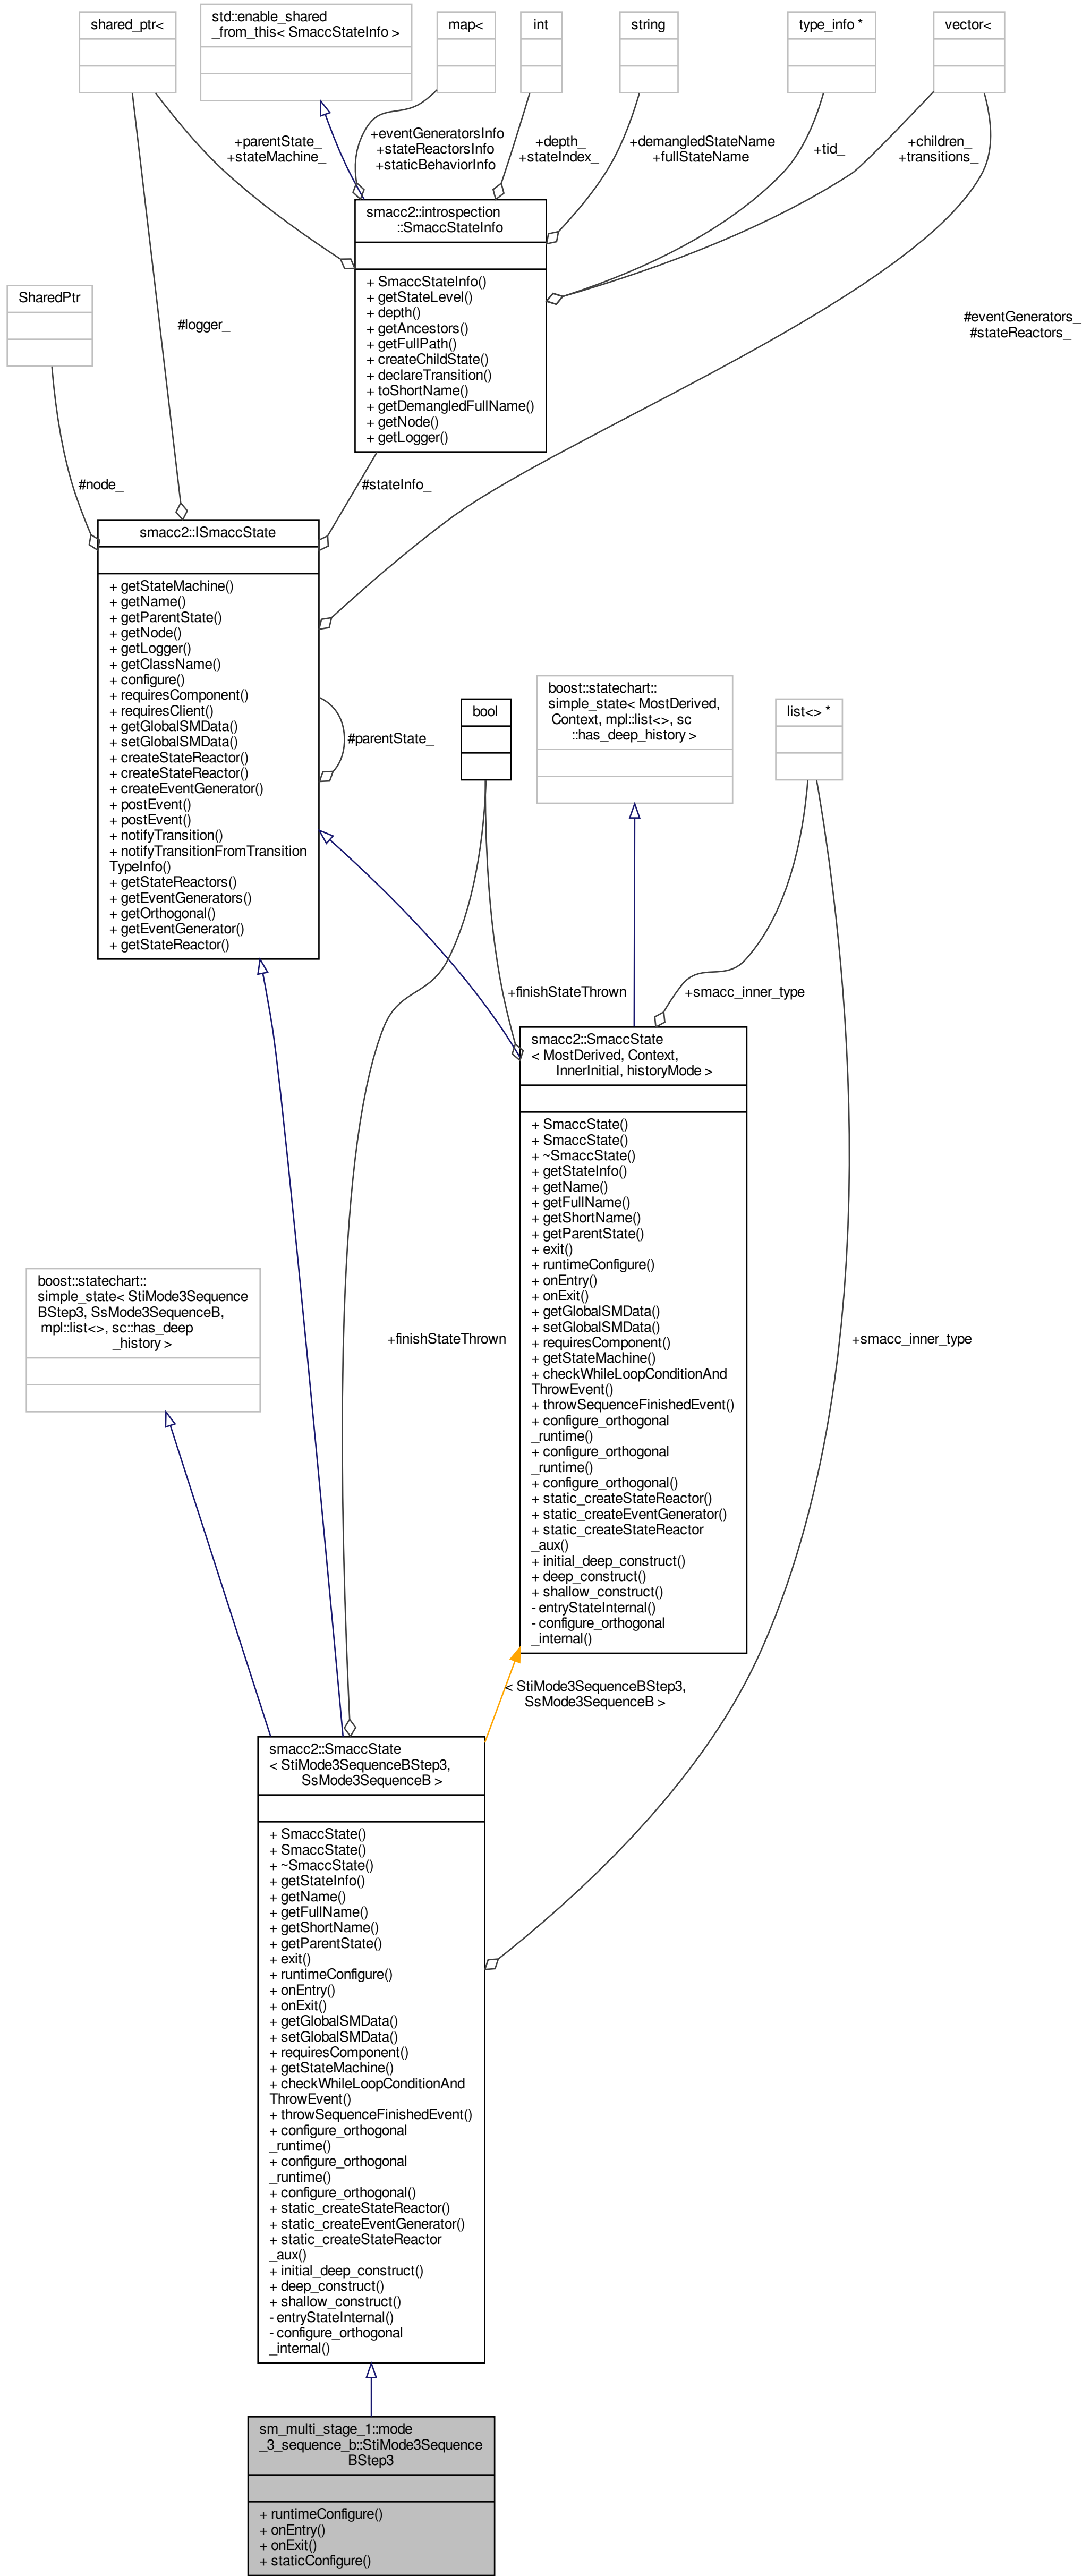 shared_ptr<
std::enable_shared
_from_this< SmaccStateInfo >
map<
int
string
type_info *
vector<
+parentState_
+stateMachine_
+eventGeneratorsInfo
+stateReactorsInfo
+staticBehaviorInfo
+depth_
+stateIndex_
+demangledStateName
+fullStateName
+tid_
+children_
+transitions_
smacc2::introspection
::SmaccStateInfo
+ SmaccStateInfo()
+ getStateLevel()
+ depth()
+ getAncestors()
+ getFullPath()
+ createChildState()
+ declareTransition()
+ toShortName()
+ getDemangledFullName()
+ getNode()
+ getLogger()
SharedPtr
#logger_
#eventGenerators_
#stateReactors_
#node_
#stateInfo_
smacc2::ISmaccState
+ getStateMachine()
+ getName()
+ getParentState()
+ getNode()
+ getLogger()
+ getClassName()
+ configure()
+ requiresComponent()
+ requiresClient()
+ getGlobalSMData()
+ setGlobalSMData()
+ createStateReactor()
+ createStateReactor()
+ createEventGenerator()
+ postEvent()
+ postEvent()
+ notifyTransition()
+ notifyTransitionFromTransition
TypeInfo()
+ getStateReactors()
+ getEventGenerators()
+ getOrthogonal()
+ getEventGenerator()
+ getStateReactor()
#parentState_
bool
boost::statechart::
simple_state< MostDerived,
Context, mpl::list<>, sc
::has_deep_history >
list<> *
+finishStateThrown
+smacc_inner_type
smacc2::SmaccState
< MostDerived, Context,
InnerInitial, historyMode >
+ SmaccState()
+ SmaccState()
+ ~SmaccState()
+ getStateInfo()
+ getName()
+ getFullName()
+ getShortName()
+ getParentState()
+ exit()
+ runtimeConfigure()
+ onEntry()
+ onExit()
+ getGlobalSMData()
+ setGlobalSMData()
+ requiresComponent()
+ getStateMachine()
+ checkWhileLoopConditionAnd
ThrowEvent()
+ throwSequenceFinishedEvent()
+ configure_orthogonal
_runtime()
+ configure_orthogonal
_runtime()
+ configure_orthogonal()
+ static_createStateReactor()
+ static_createEventGenerator()
+ static_createStateReactor
_aux()
+ initial_deep_construct()
+ deep_construct()
+ shallow_construct()
- entryStateInternal()
- configure_orthogonal
_internal()
boost::statechart::
simple_state< StiMode3Sequence
BStep3, SsMode3SequenceB,
mpl::list<>, sc::has_deep
_history >
+finishStateThrown
+smacc_inner_type
< StiMode3SequenceBStep3,
SsMode3SequenceB >
smacc2::SmaccState
< StiMode3SequenceBStep3,
SsMode3SequenceB >
+ SmaccState()
+ SmaccState()
+ ~SmaccState()
+ getStateInfo()
+ getName()
+ getFullName()
+ getShortName()
+ getParentState()
+ exit()
+ runtimeConfigure()
+ onEntry()
+ onExit()
+ getGlobalSMData()
+ setGlobalSMData()
+ requiresComponent()
+ getStateMachine()
+ checkWhileLoopConditionAnd
ThrowEvent()
+ throwSequenceFinishedEvent()
+ configure_orthogonal
_runtime()
+ configure_orthogonal
_runtime()
+ configure_orthogonal()
+ static_createStateReactor()
+ static_createEventGenerator()
+ static_createStateReactor
_aux()
+ initial_deep_construct()
+ deep_construct()
+ shallow_construct()
- entryStateInternal()
- configure_orthogonal
_internal()
sm_multi_stage_1::mode
_3_sequence_b::StiMode3Sequence
BStep3
+ runtimeConfigure()
+ onEntry()
+ onExit()
+ staticConfigure()